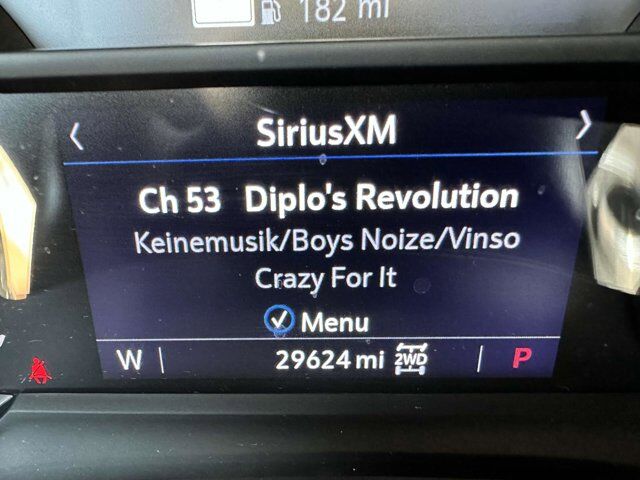 182 mi
SiriusXM
Ch 53 Diplo's Revolution
Keinemusik/Boys Noize/Vinso
Crazy For It
Menu
W 29624 mi 2WD P